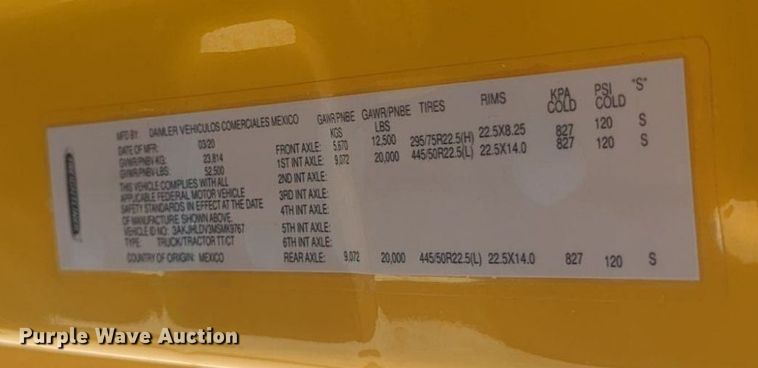 MFD BY: DAIMLER VEHICULOS COMERCIALES MEXICO
DATE OF MFR: 03/20
GVWR/PNBV KG: 23,814
GVWR/PNBV LBS: 52,500
THIS VEHICLE COMPLIES WITH ALL
APPLICABLE FEDERAL MOTOR VEHICLE
SAFETY STANDARDS IN EFFECT AT THE DATE
OF MANUFACTURE SHOWN ABOVE.
VEHICLE ID NO: 3AKJHLDV3MSMK9767
TYPE: TRUCK/TRACTOR TT/CT
COUNTRY OF ORIGIN: MEXICO
GAWR/PNBE KGS GAWR/PNBE LBS TIRES RIMS KPA COLD PSI COLD "S"
FRONT AXLE: 5,670 12,500 295/75R22.5(H) 22.5X8.25 827 120 S
1ST INT AXLE: 9,072 20,000 445/50R22.5(L) 22.5X14.0 827 120 S
2ND INT AXLE:
3RD INT AXLE:
4TH INT AXLE:
5TH INT AXLE:
6TH INT AXLE:
REAR AXLE: 9,072 20,000 445/50R22.5(L) 22.5X14.0 827 120 S
FREIGHTLINER
Purple Wave Auction